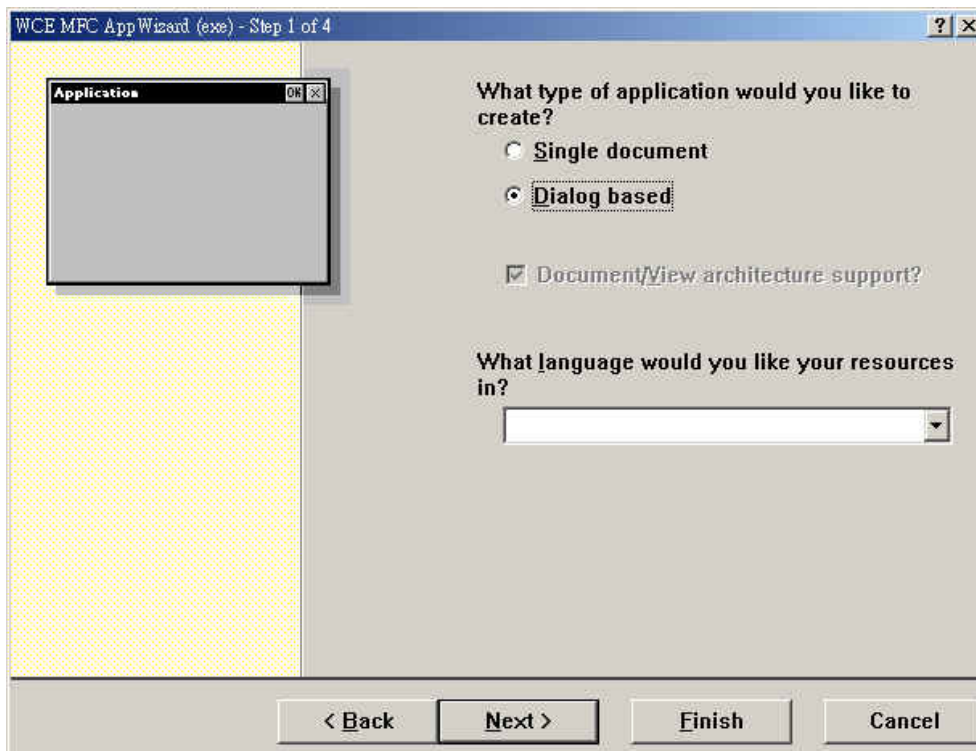 WCE MFC AppWizard (exe) - Step 1 of 4
Application OK
What type of application would you like to
create?
Single document
Dialog based
Document/View architecture support?
What language would you like your resources
in?
< Back Next > Finish Cancel